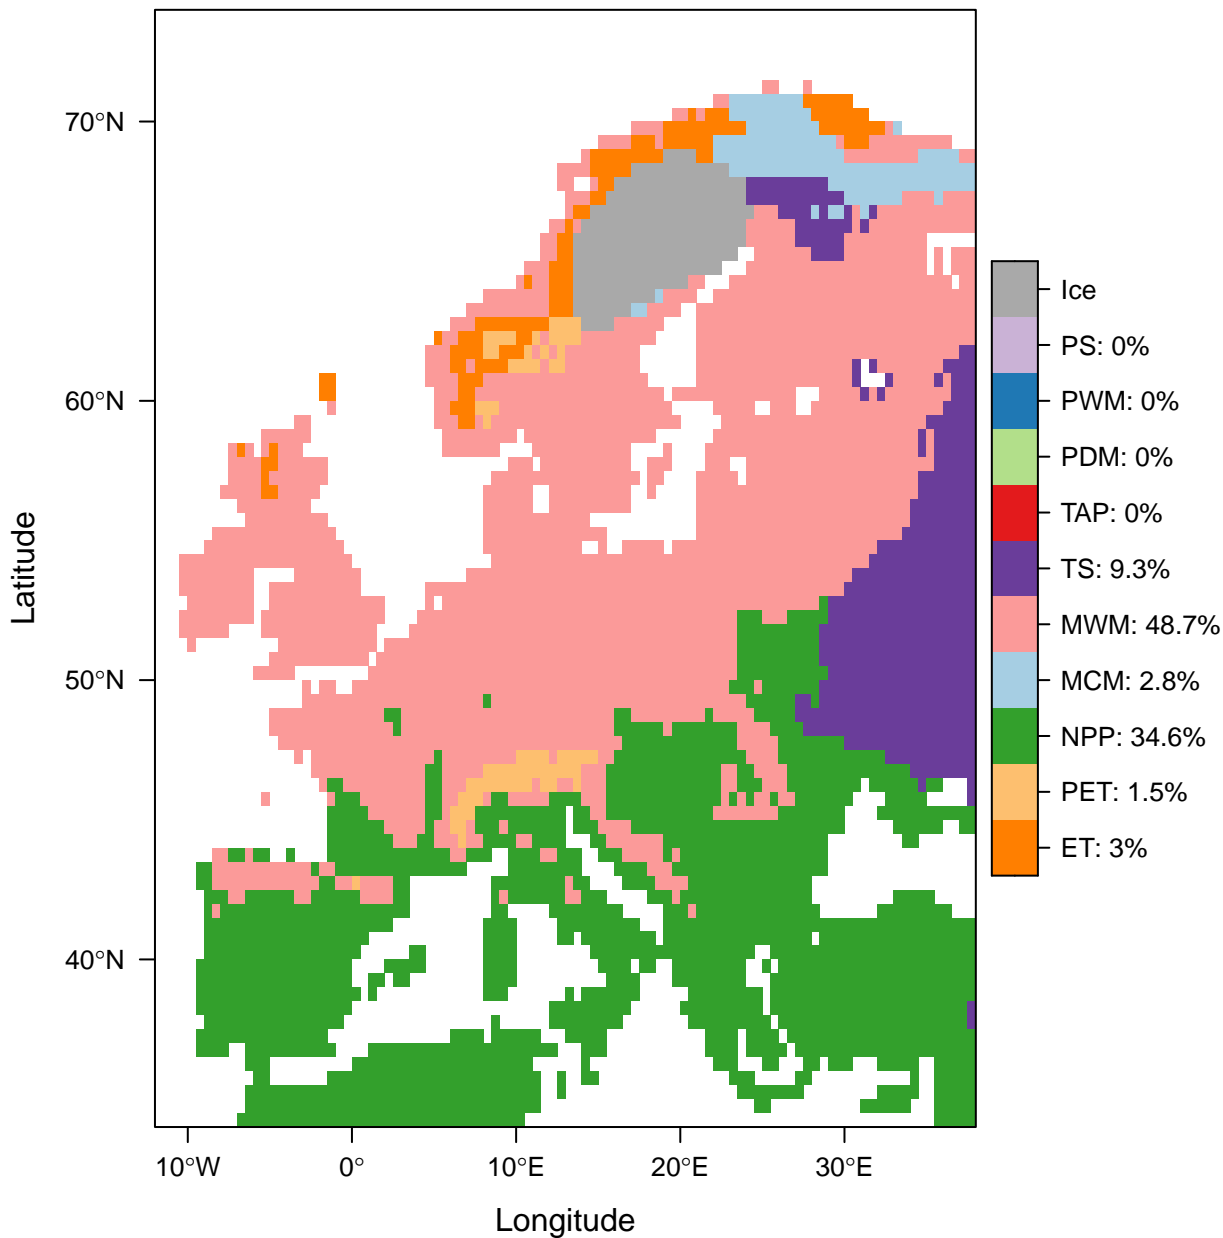 70°N
60°N
50°N
40°N
Latitude
10°W
0°
10°E
20°E
30°E
Longitude
Ice
PS: 0%
PWM: 0%
PDM: 0%
TAP: 0%
TS: 9.3%
MWM: 48.7%
MCM: 2.8%
NPP: 34.6%
PET: 1.5%
ET: 3%